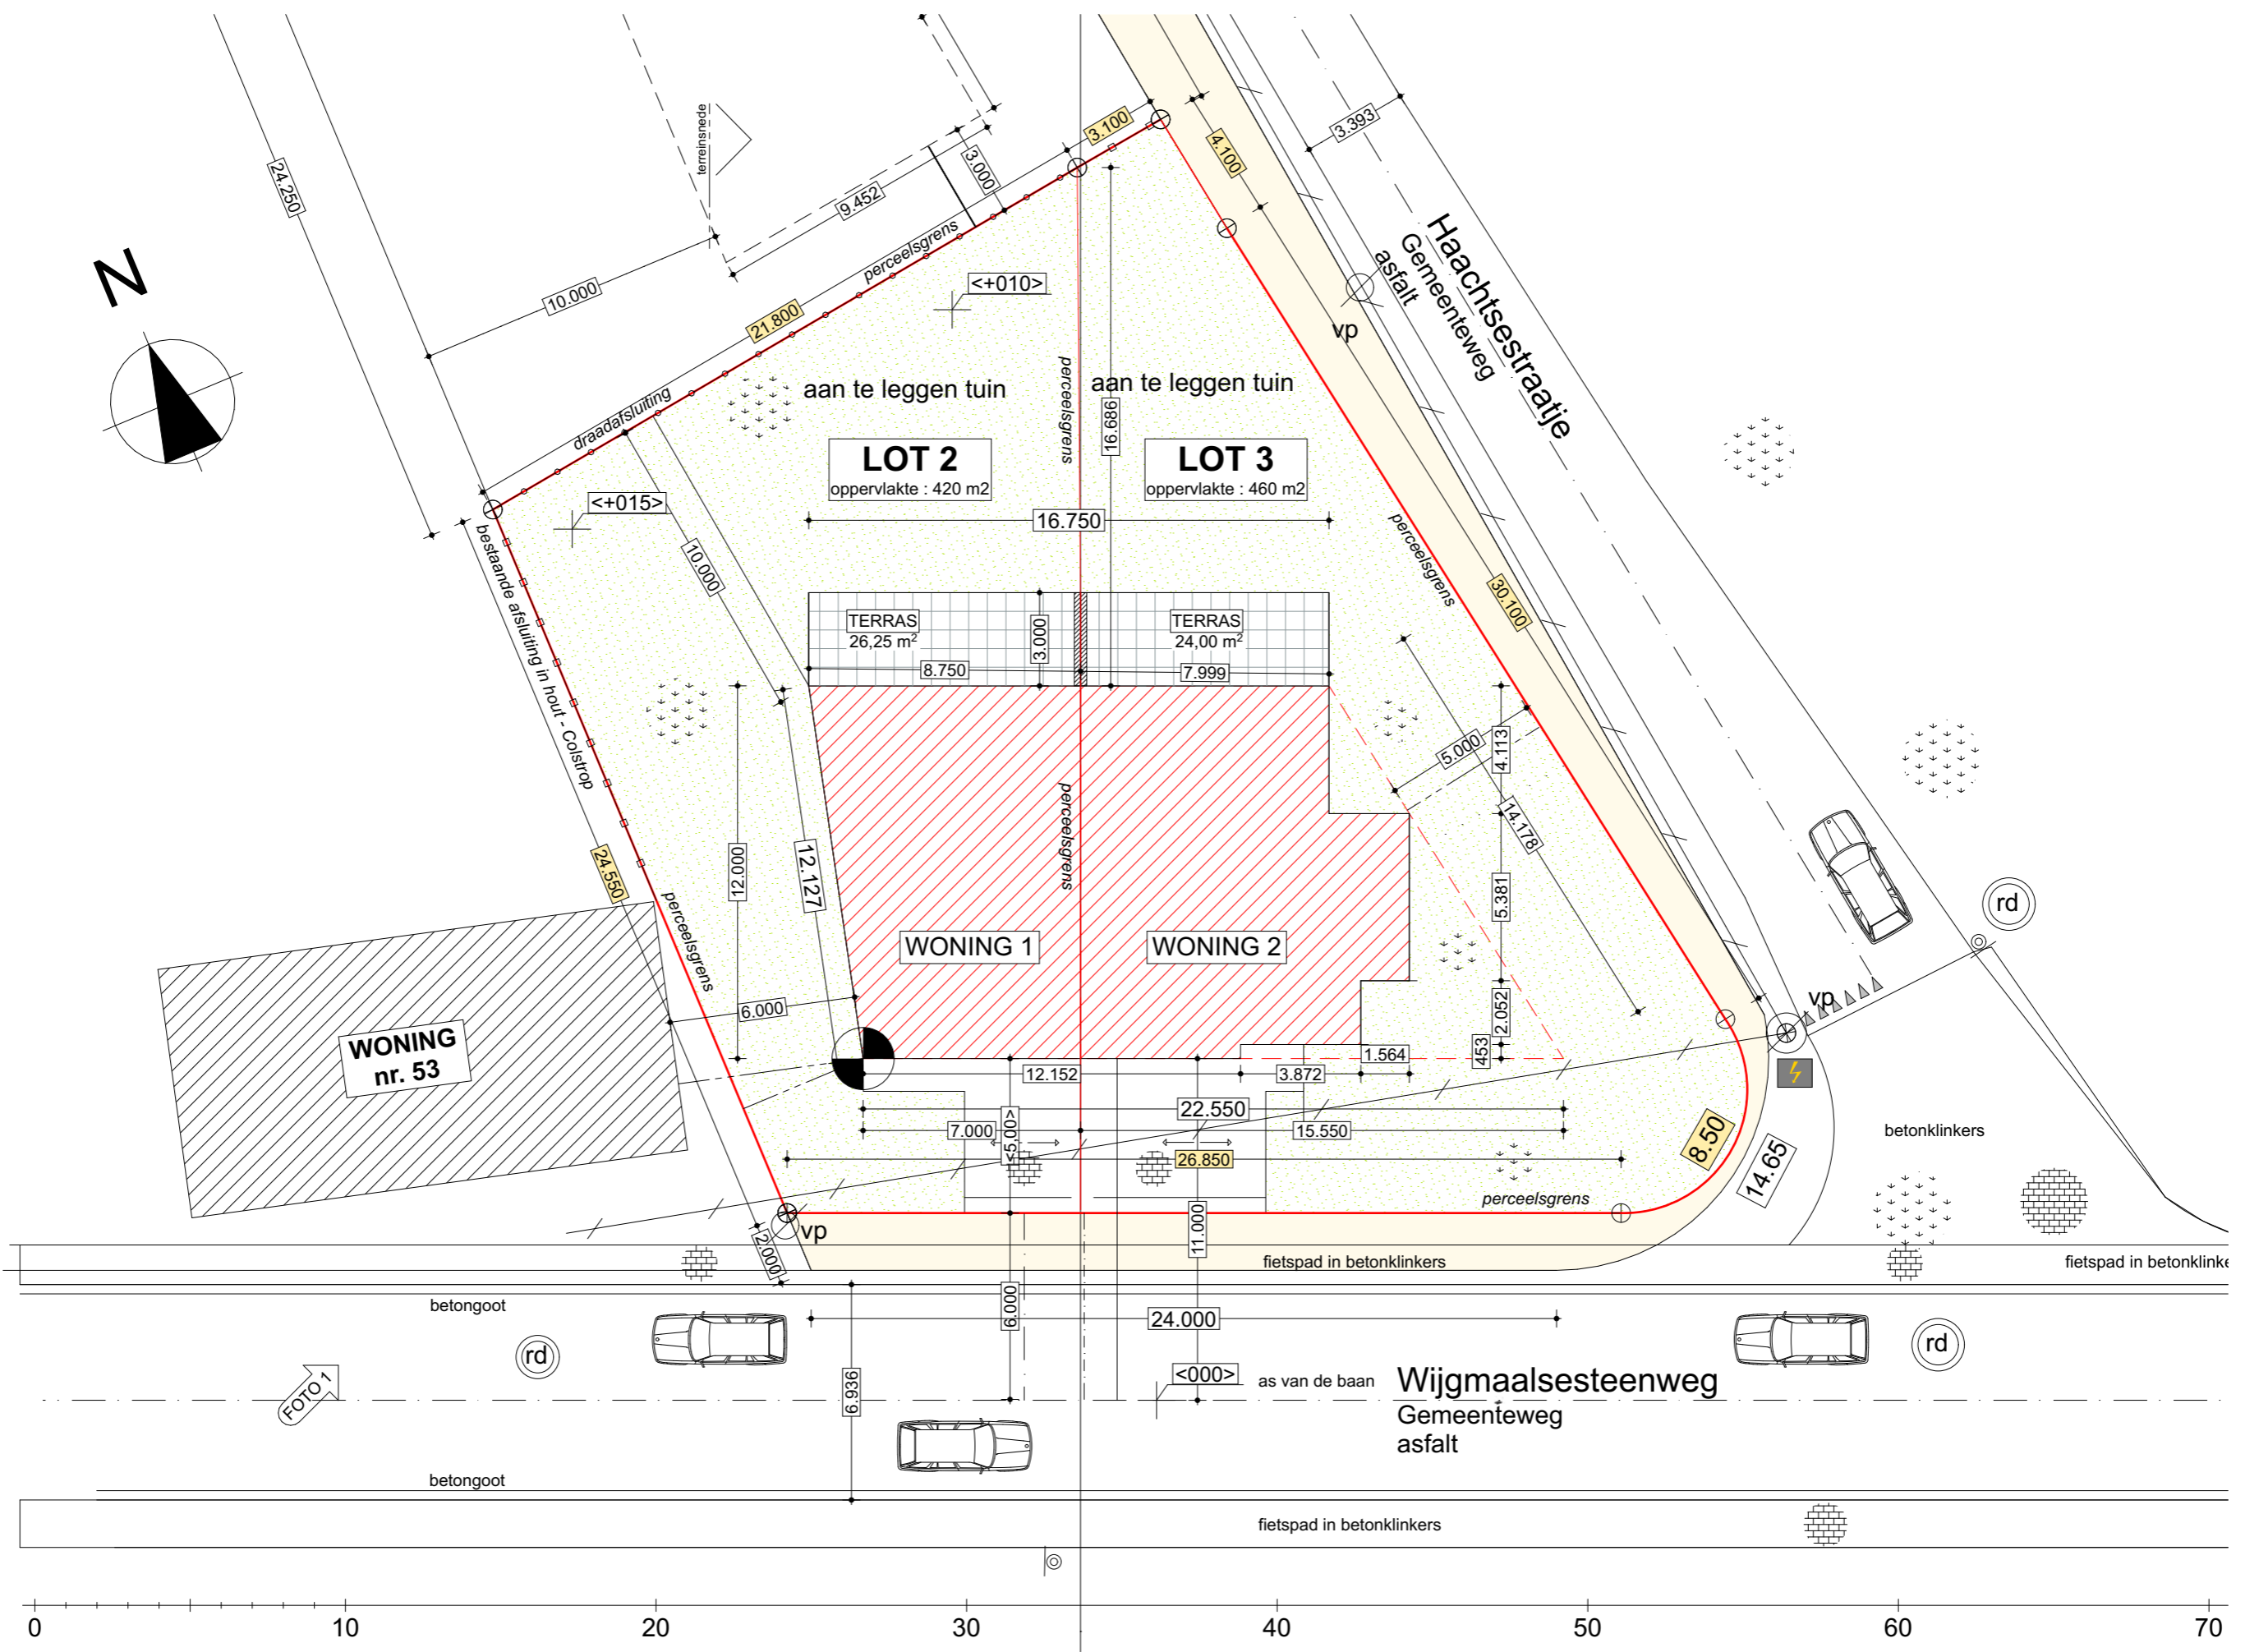 24.250
N
10.000
terreinsnede
9.452
3.000
3.100
4.100
3.393
21.800
perceelsgrens
draadafsluiting
<+010>
<+015>
Haachtsestraatje
Gemeenteweg
asfalt
vp
aan te leggen tuin
aan te leggen tuin
perceelsgrens
16.686
LOT 2
oppervlakte : 420 m2
LOT 3
oppervlakte : 460 m2
16.750
10.000
perceelsgrens
30.100
bestaande afsluiting in hout - Colstrop
TERRAS
26,25 m²
3.000
TERRAS
24,00 m²
8.750
7.999
5.000
4.113
14.178
perceelsgrens
12.000
12.127
24.550
perceelsgrens
5.381
WONING 1
WONING 2
rd
6.000
2.052
vp
WONING
nr. 53
453
1.564
12.152
3.872
22.550
<5.00>
7.000
15.550
26.850
8.50
14.65
betonklinkers
perceelsgrens
vp
2.000
11.000
fietspad in betonklinkers
fietspad in betonklinke
betongoot
6.000
24.000
rd
rd
FOTO 1
6.936
<000>
as van de baan
Wijgmaalsesteenweg
Gemeenteweg
asfalt
betongoot
fietspad in betonklinkers
0 10 20 30 40 50 60 70